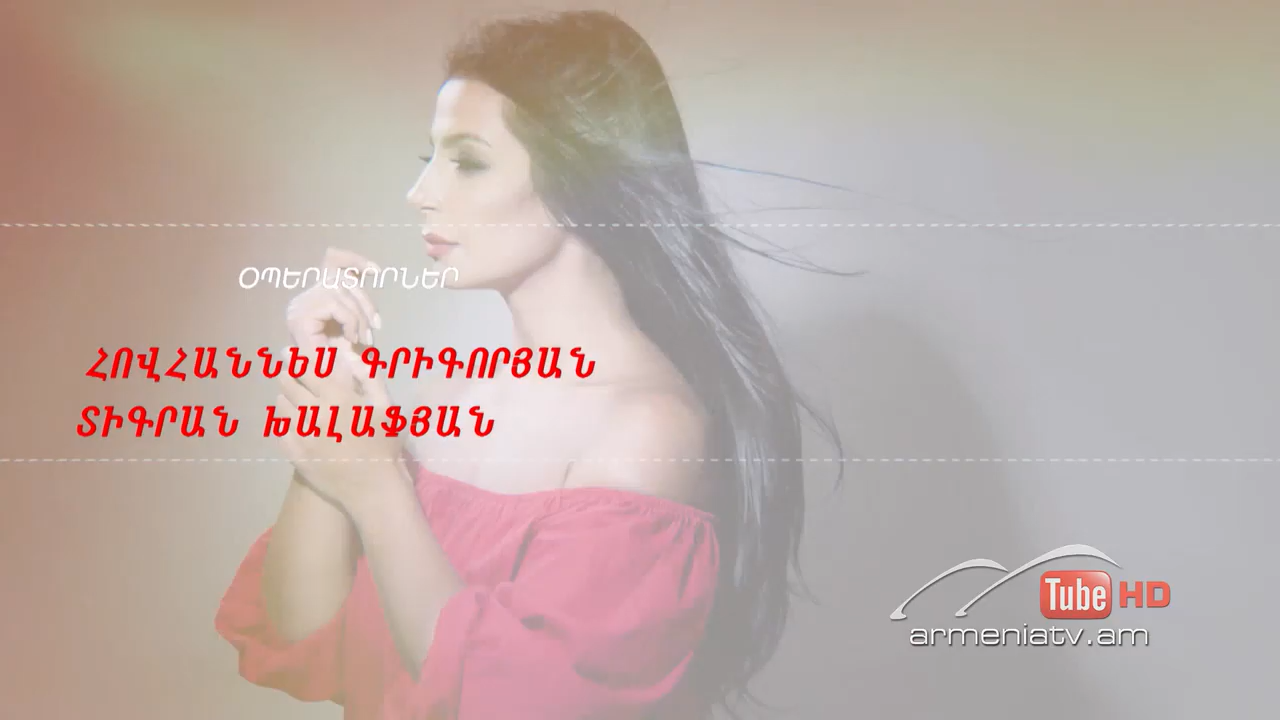 ՕՊԵՐԱՏՈՐՆԵՐ
ՀՈՎՀԱՆՆԵՍ ԳՐԻԳՈՐՅԱՆ
ՏԻԳՐԱՆ ԽԱԼԱՖՅԱՆ
Tube HD
armeniatv.am